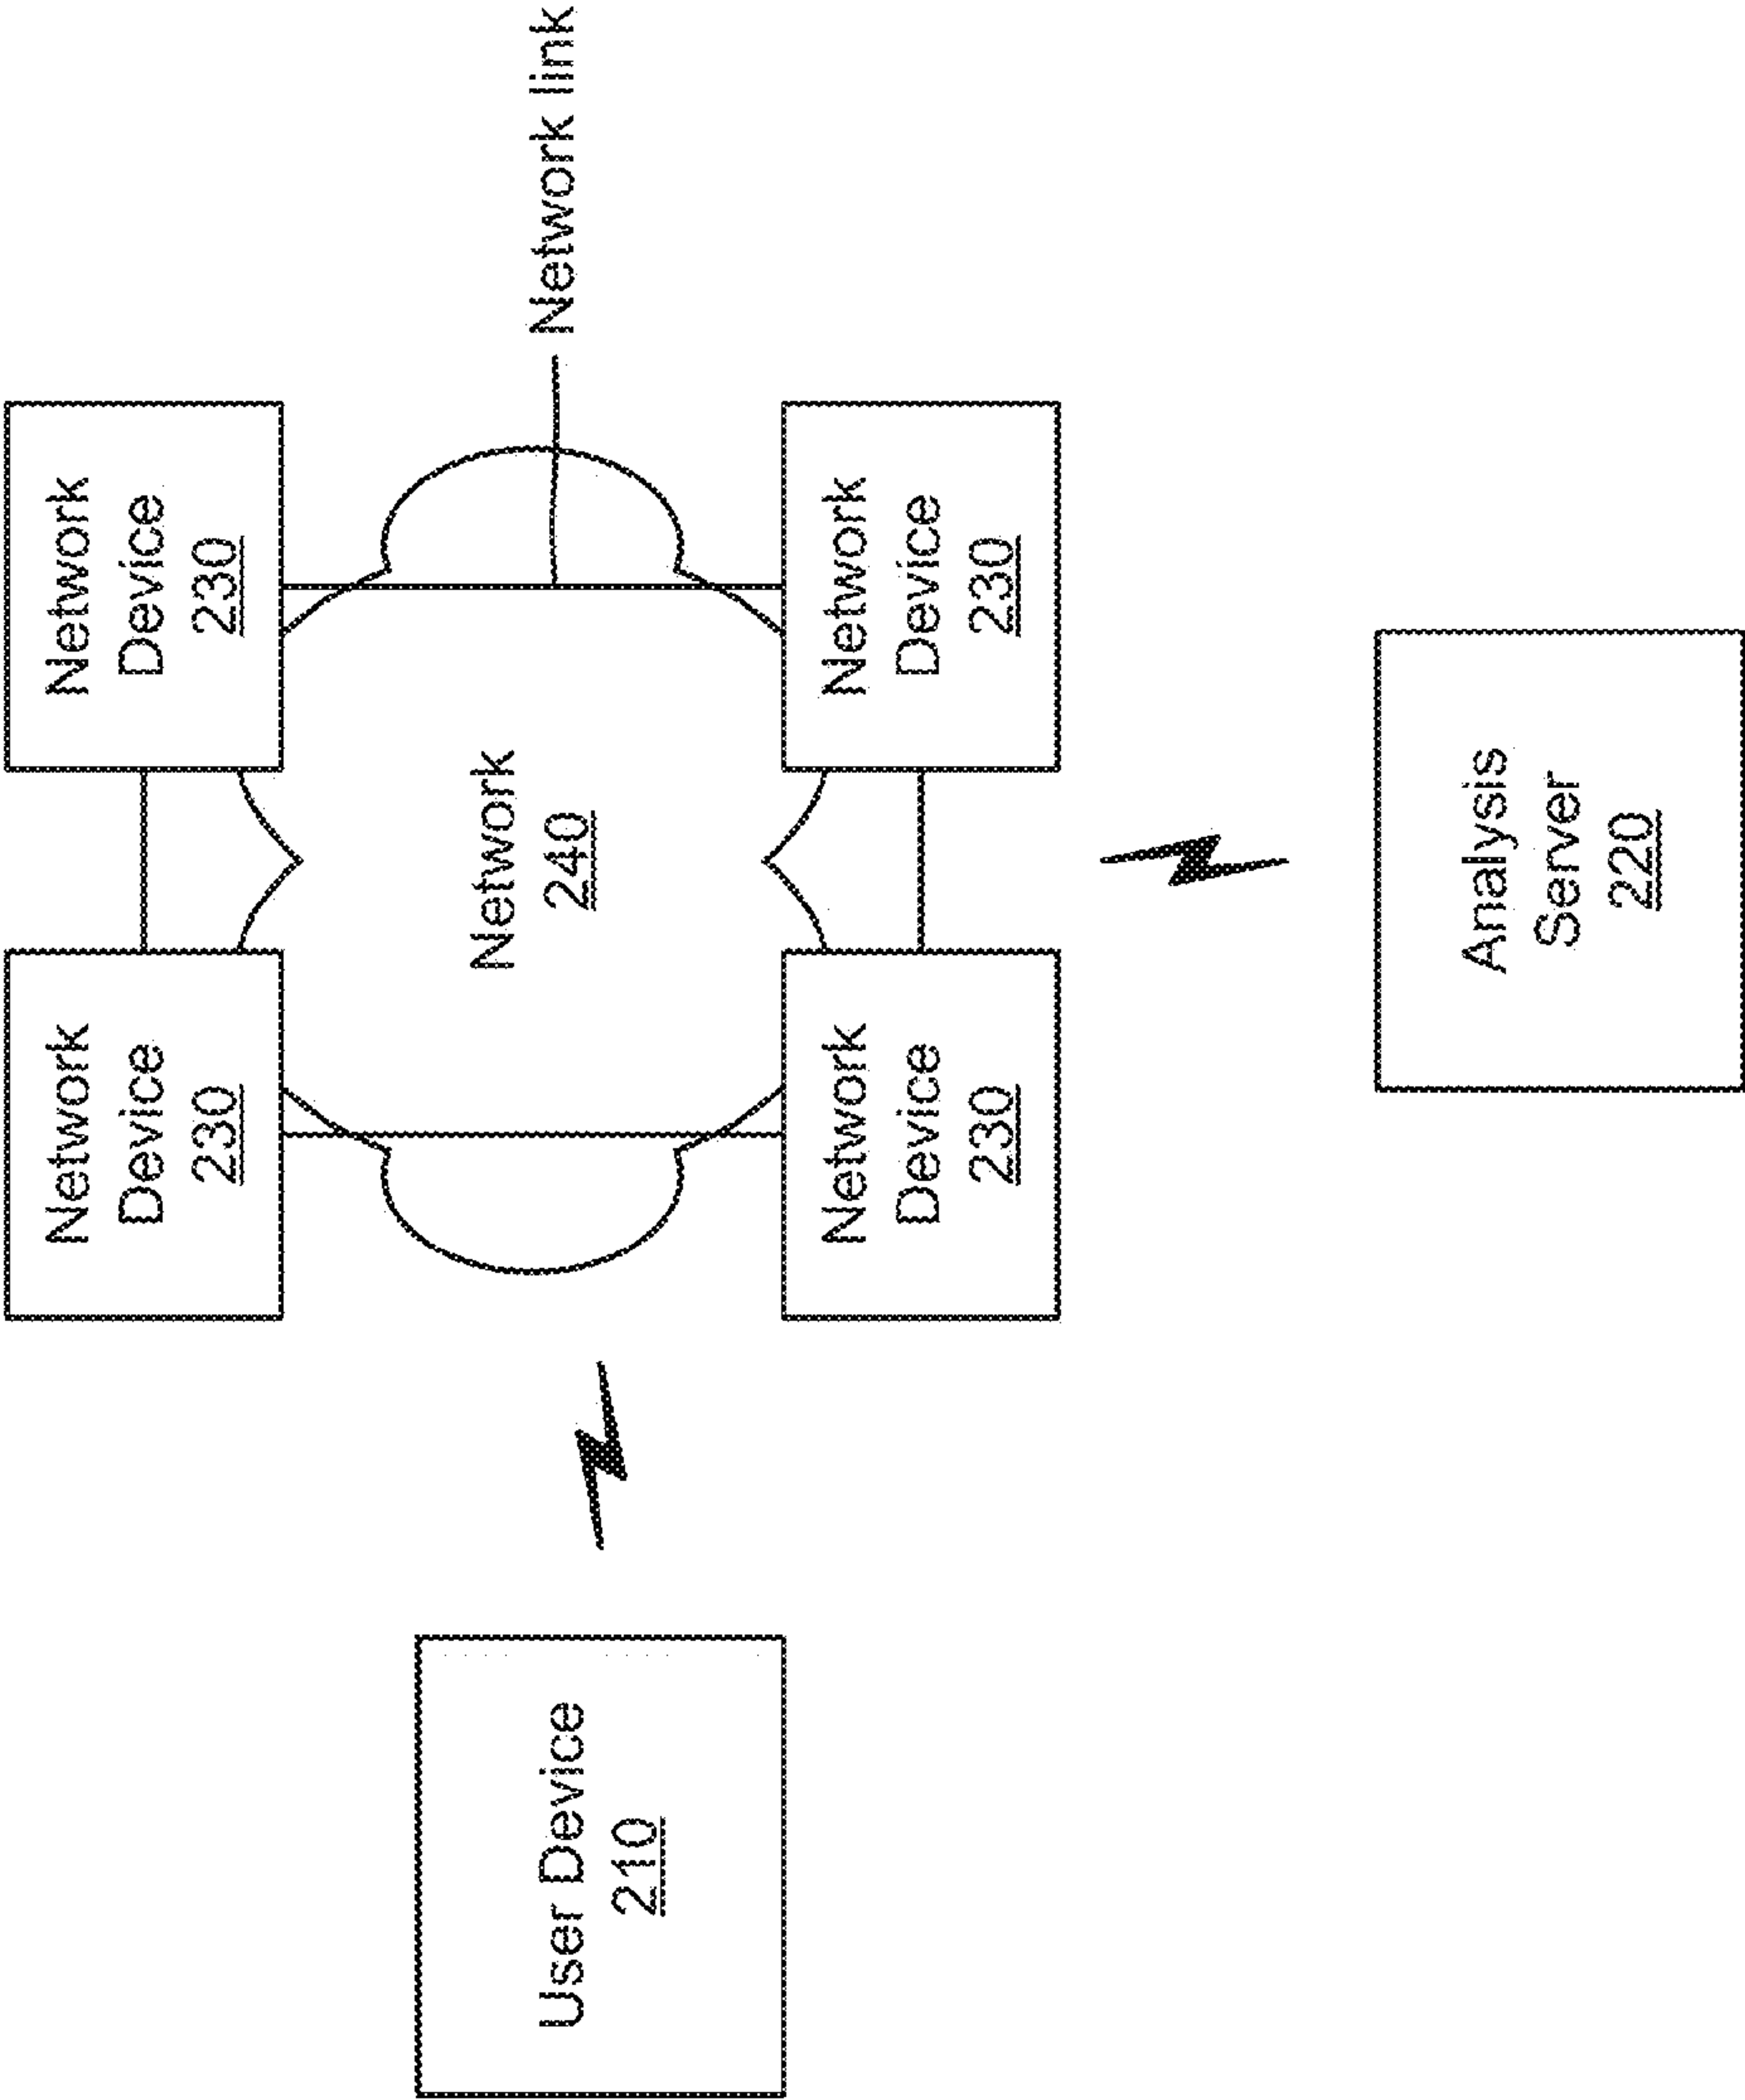 Network
Device
230
Network
Device
230
Network
240
Network link
User Device
210
Network
Device
230
Network
Device
230
Analysis
Server
220